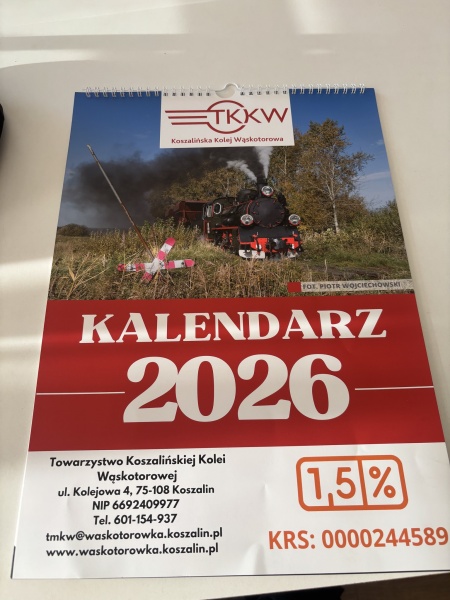 TKKW
Koszalińska Kolej Wąskotorowa
FOT. PIOTR WOJCIECHOWSKI
KALENDARZ
2026
Towarzystwo Koszalińskiej Kolei
Wąskotorowej
ul. Kolejowa 4, 75-108 Koszalin
NIP 6692409977
Tel. 601-154-937
tmkw@waskotorowka.koszalin.pl
www.waskotorowka.koszalin.pl
1,5%
KRS: 0000244589